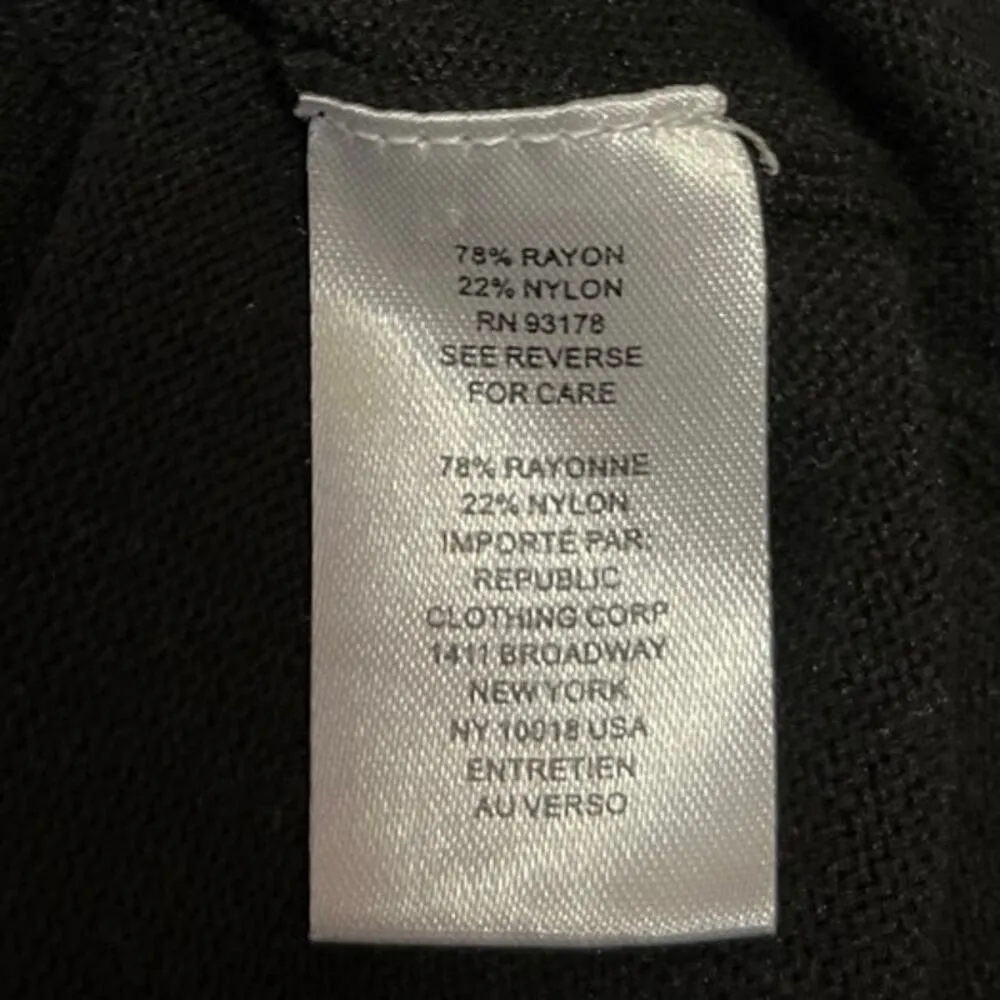 78% RAYON
22% NYLON
RN 93178
SEE REVERSE
FOR CARE
78% RAYONNE
22% NYLON
IMPORTÉ PAR:
REPUBLIC
CLOTHING CORP
1411 BROADWAY
NEW YORK
NY 10018 USA
ENTRETIEN
AU VERSO